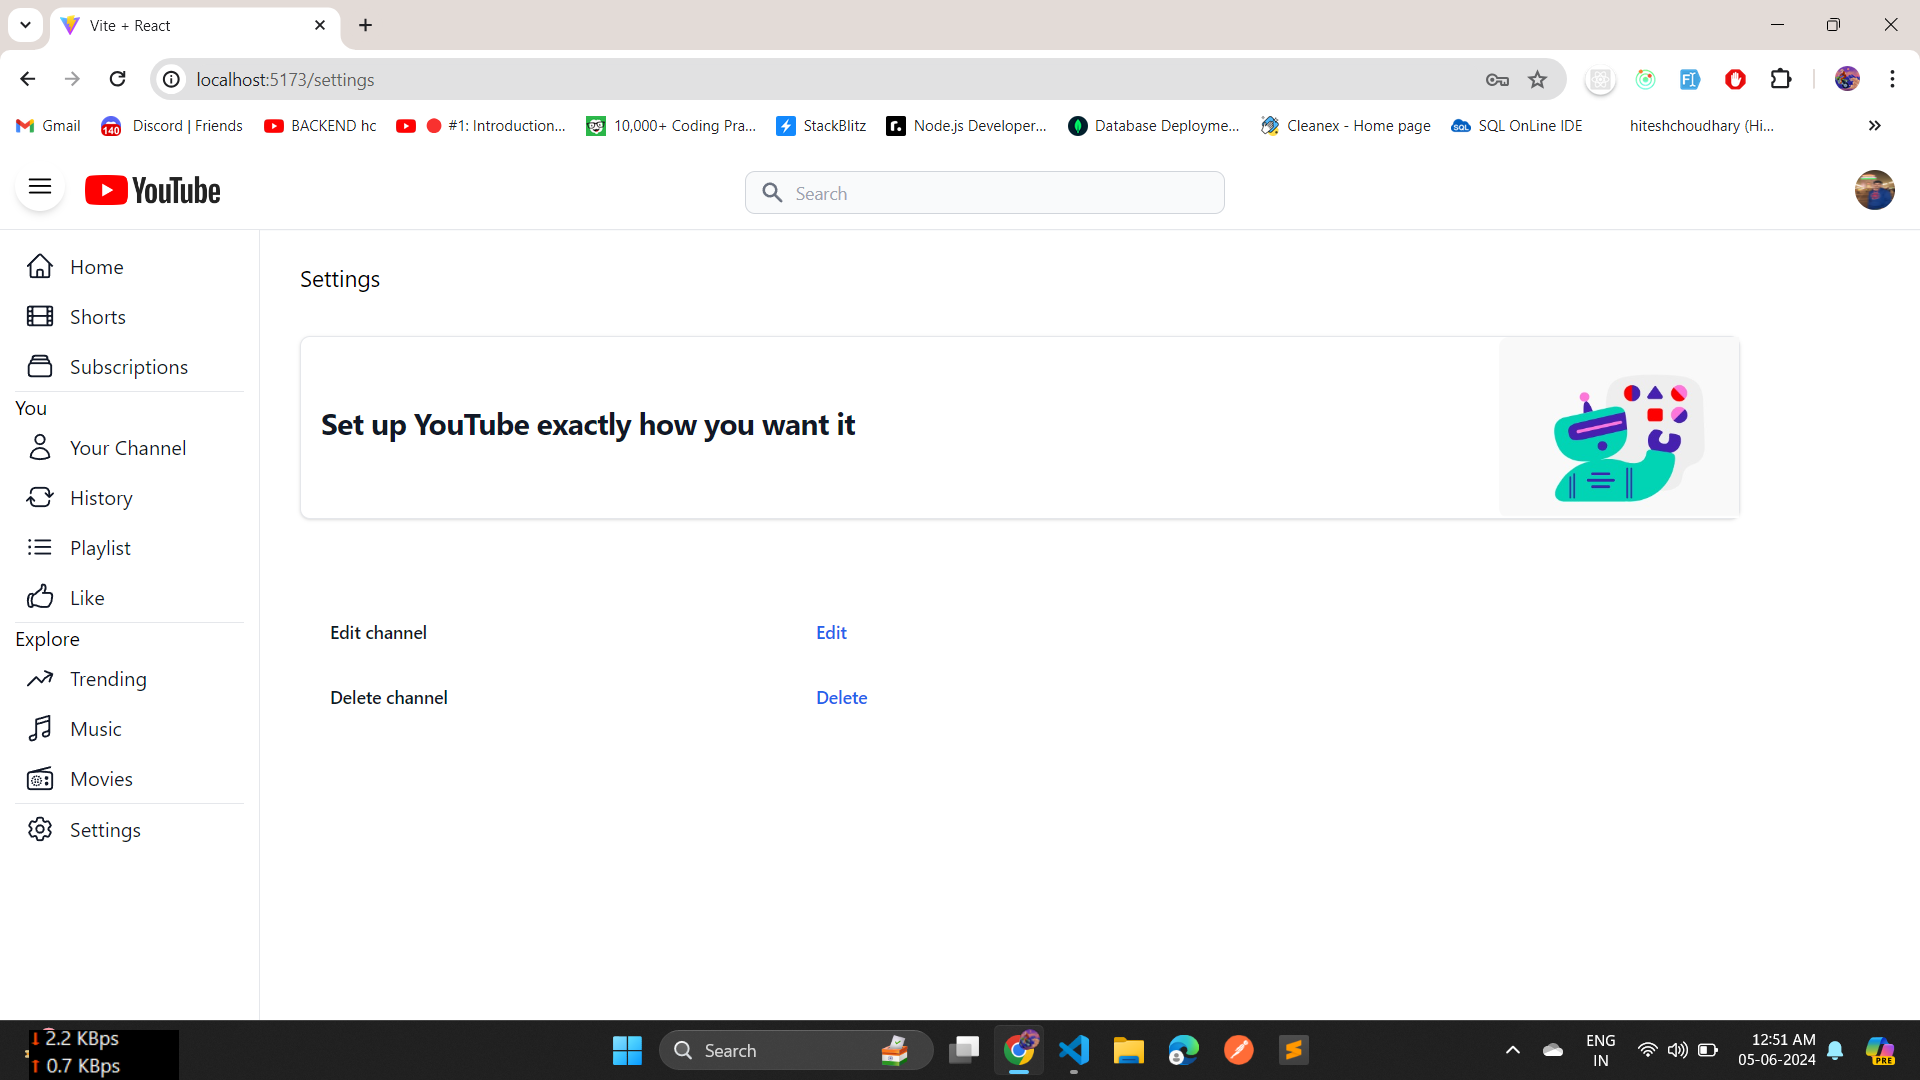 Vite + React
localhost:5173/settings
Gmail
140
Discord | Friends
BACKEND hc
#1: Introduction...
10,000+ Coding Pra...
StackBlitz
Node.js Developer...
Database Deployme...
Cleanex - Home page
SQL OnLine IDE
hiteshchoudhary (Hi...
YouTube
Search
Home
Shorts
Subscriptions
You
Your Channel
History
Playlist
Like
Explore
Trending
Music
Movies
Settings
Settings
Set up YouTube exactly how you want it
Edit channel
Edit
Delete channel
Delete
2.2 KBps
0.7 KBps
Search
ENG
IN
12:51 AM
05-06-2024
PRE